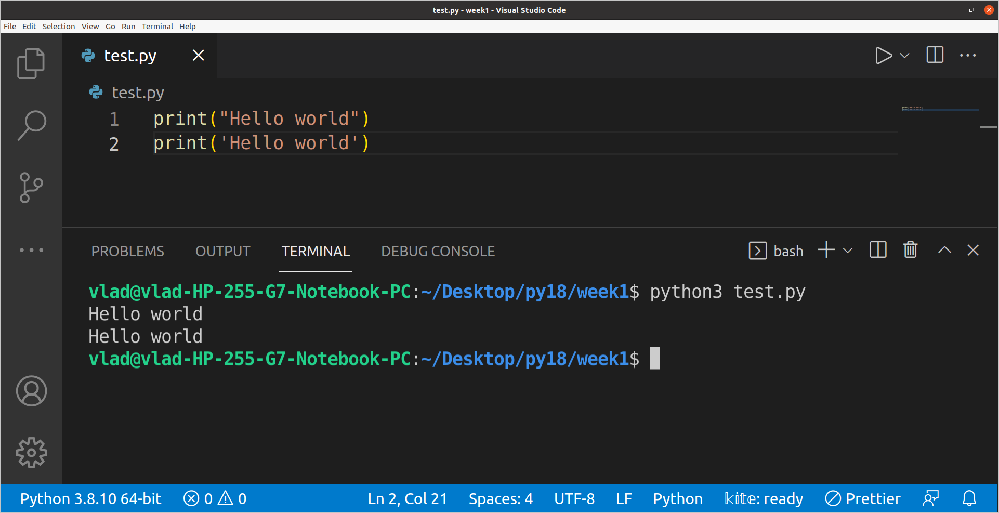 test.py - week1 - Visual Studio Code
File Edit Selection View Go Run Terminal Help
test.py
test.py
1 print("Hello world")
2 print('Hello world')
PROBLEMS OUTPUT TERMINAL DEBUG CONSOLE bash
vlad@vlad-HP-255-G7-Notebook-PC:~/Desktop/py18/week1$ python3 test.py
Hello world
Hello world
vlad@vlad-HP-255-G7-Notebook-PC:~/Desktop/py18/week1$
Python 3.8.10 64-bit 0 0 Ln 2, Col 21 Spaces: 4 UTF-8 LF Python kite: ready Prettier